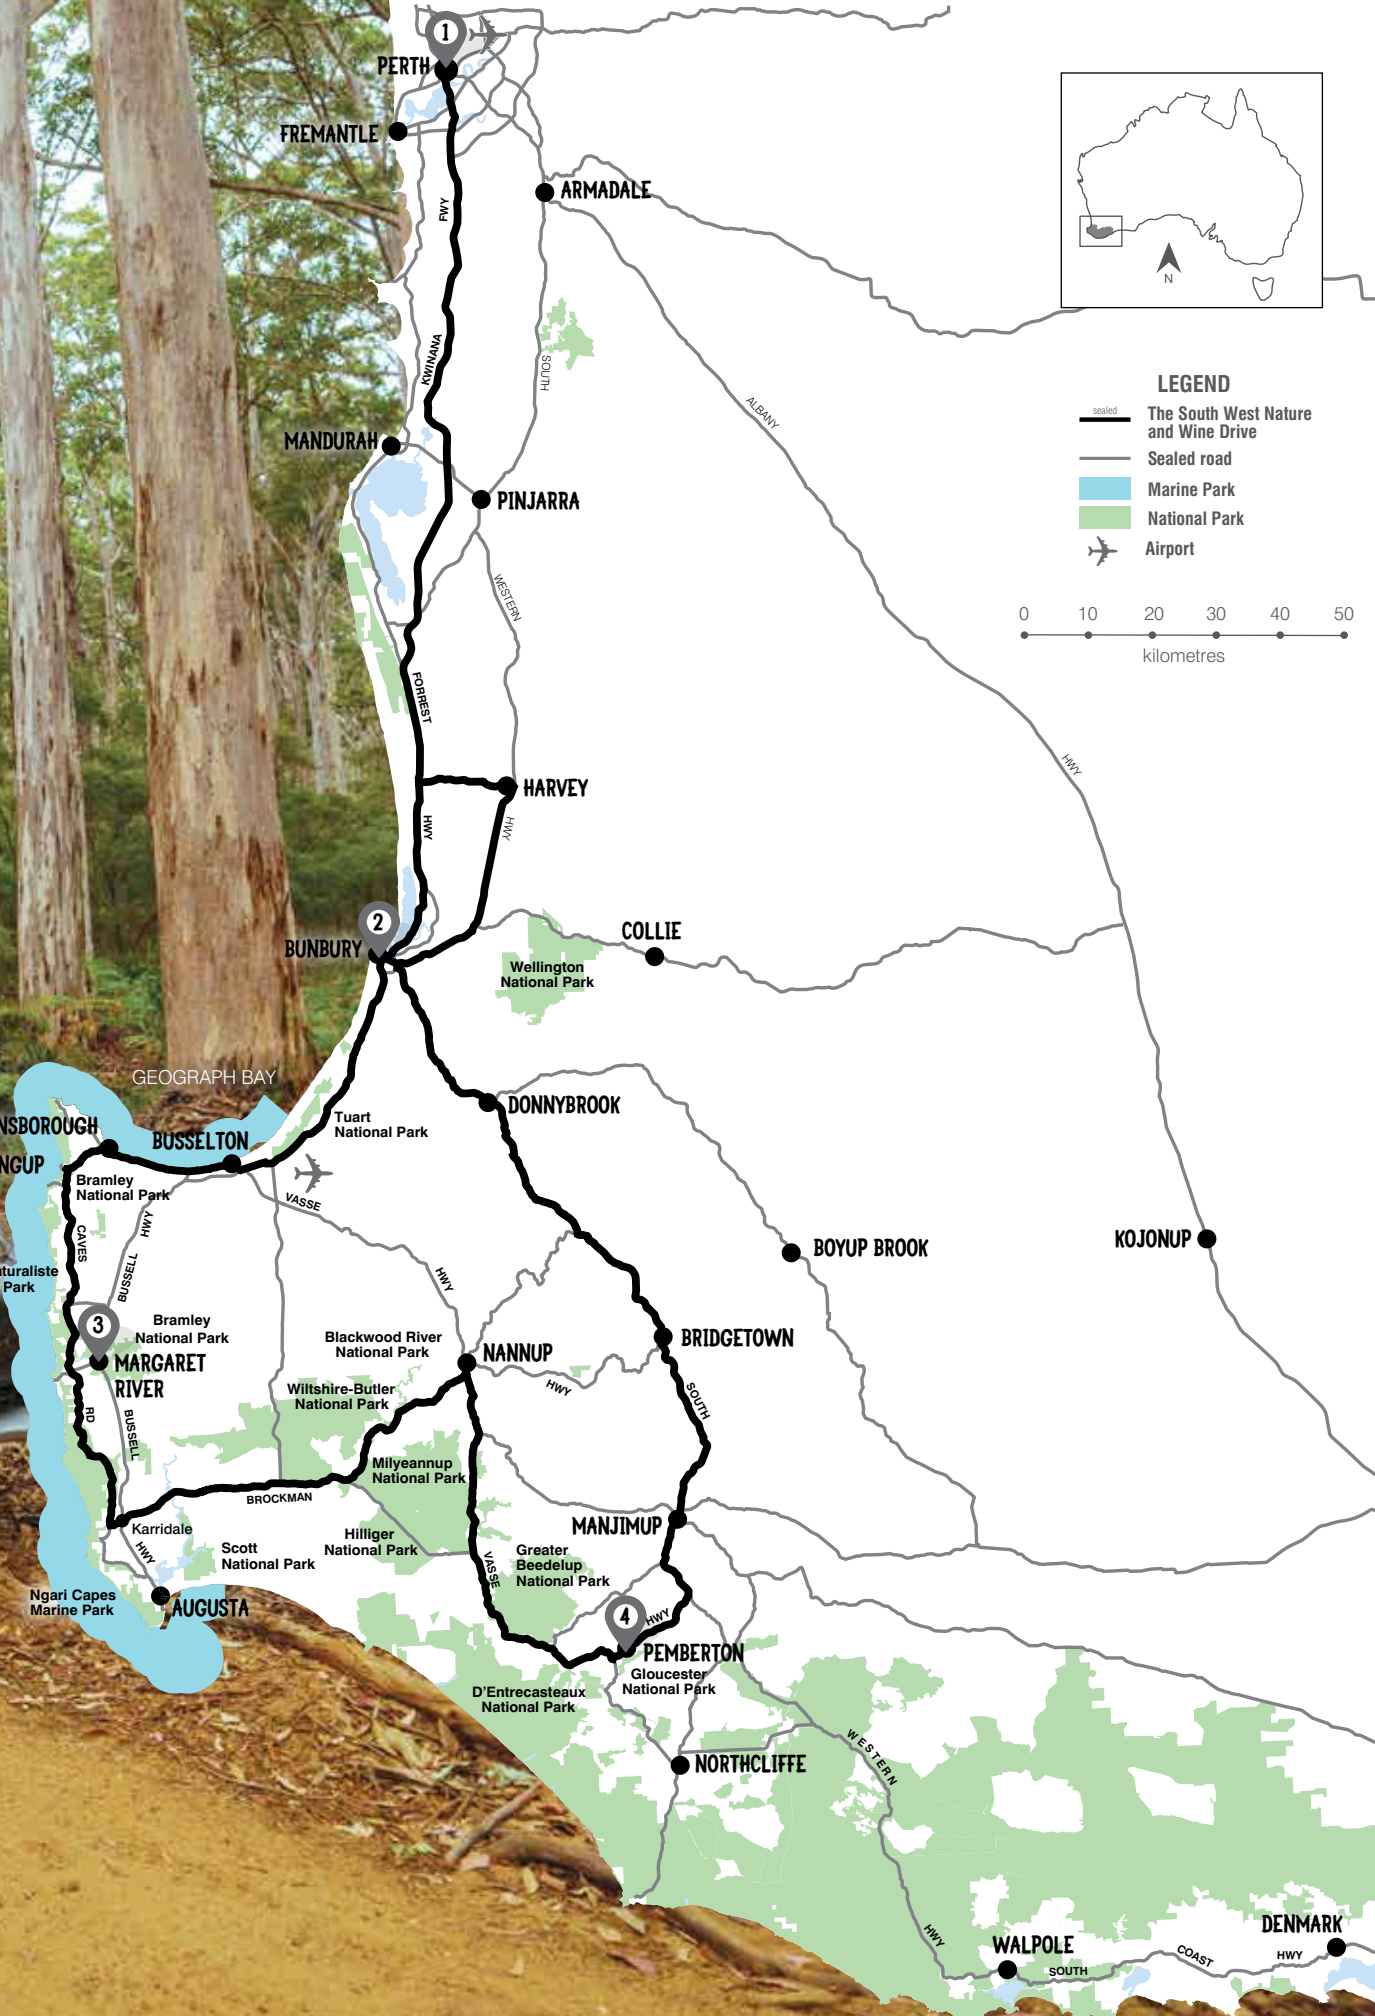 1
PERTH
FREMANTLE
ARMADALE
FWY
N
KWINANA
SOUTH
ALBANY
LEGEND
sealed
The South West Nature
and Wine Drive
Sealed road
Marine Park
National Park
Airport
MANDURAH
PINJARRA
WESTERN
0 10 20 30 40 50
kilometres
FORREST
HWY
HARVEY
HWY
HWY
2
BUNBURY
COLLIE
Wellington
National Park
GEOGRAPH BAY
DONNYBROOK
Tuart
National Park
NSBOROUGH
BUSSELTON
NGUP
Bramley
National Park
VASSE
HWY
CAVES
BUSSELL
HWY
BOYUP BROOK
KOJONUP
turaliste
Park
3
Bramley
National Park
MARGARET
RIVER
Blackwood River
National Park
NANNUP
BRIDGETOWN
Wiltshire-Butler
National Park
HWY
SOUTH
RD
BUSSELL
Milyeannup
National Park
BROCKMAN
Karridale
HWY
Hilliger
National Park
MANJIMUP
Scott
National Park
VASSE
Greater
Beedelup
National Park
Ngari Capes
Marine Park
AUGUSTA
4
HWY
PEMBERTON
Gloucester
National Park
D'Entrecasteaux
National Park
NORTHCLIFFE
WESTERN
HWY
WALPOLE
SOUTH
COAST
HWY
DENMARK